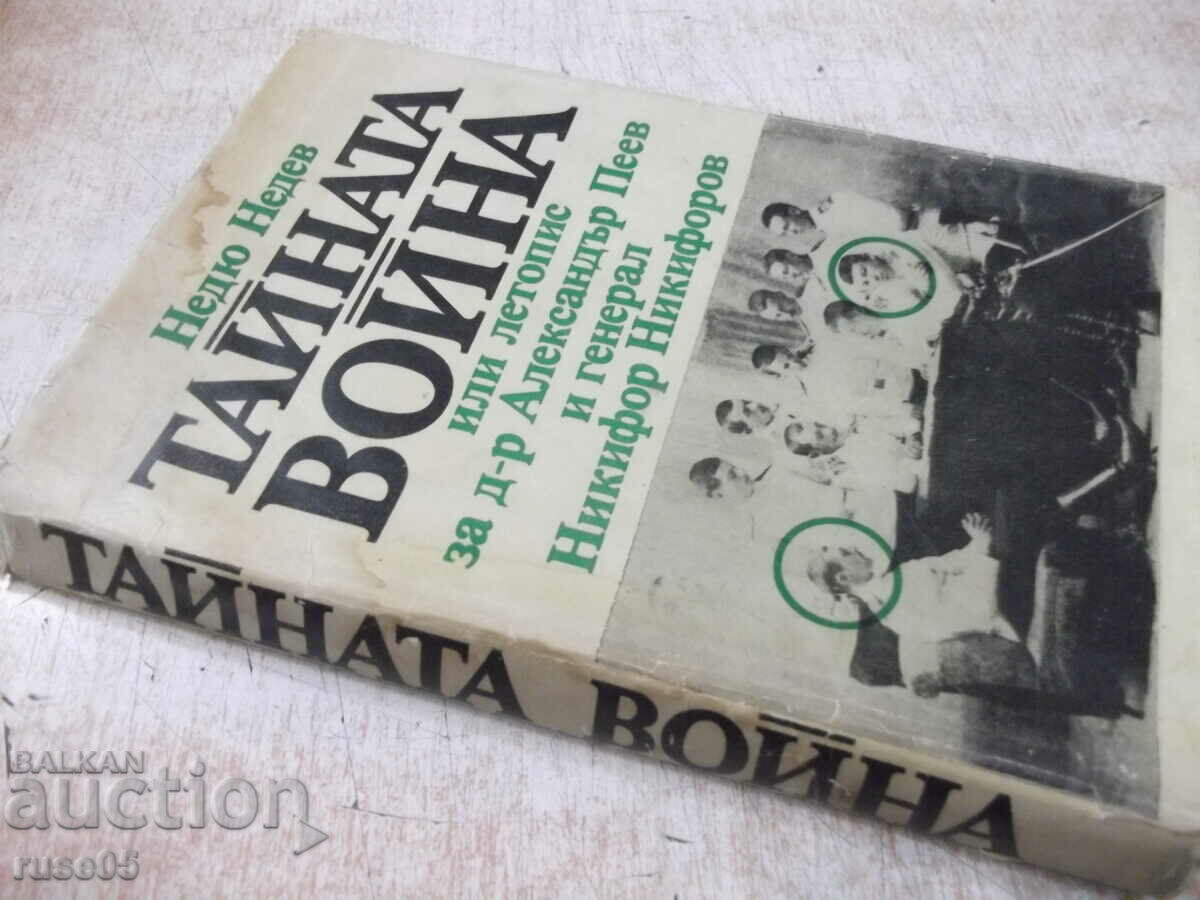 Недю Недев
ТАЙНАТА
ВОЙНА
или летопис
за д-р Александър Пеев
и генерал
Никифор Никифоров
ТАЙНАТА ВОЙНА
BALKAN
auction
ruse05